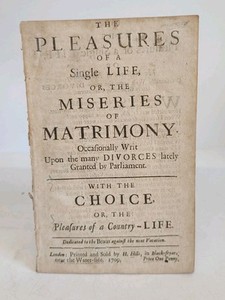 THE
PLEASURES
OF A
Single LIFE,
OR, THE
MISERIES
OF
MATRIMONY,
Occasionally Writ
Upon the many DIVORCES lately
Granted by Parliament.
WITH THE
CHOICE,
OR, THE
Pleasures of a Country-LIFE.
Dedicated to the Beaus against the next Vacation.
London: Printed and Sold by H. Hills, in Black-fryars,
near the Water-side. 1709. Price One Penny.